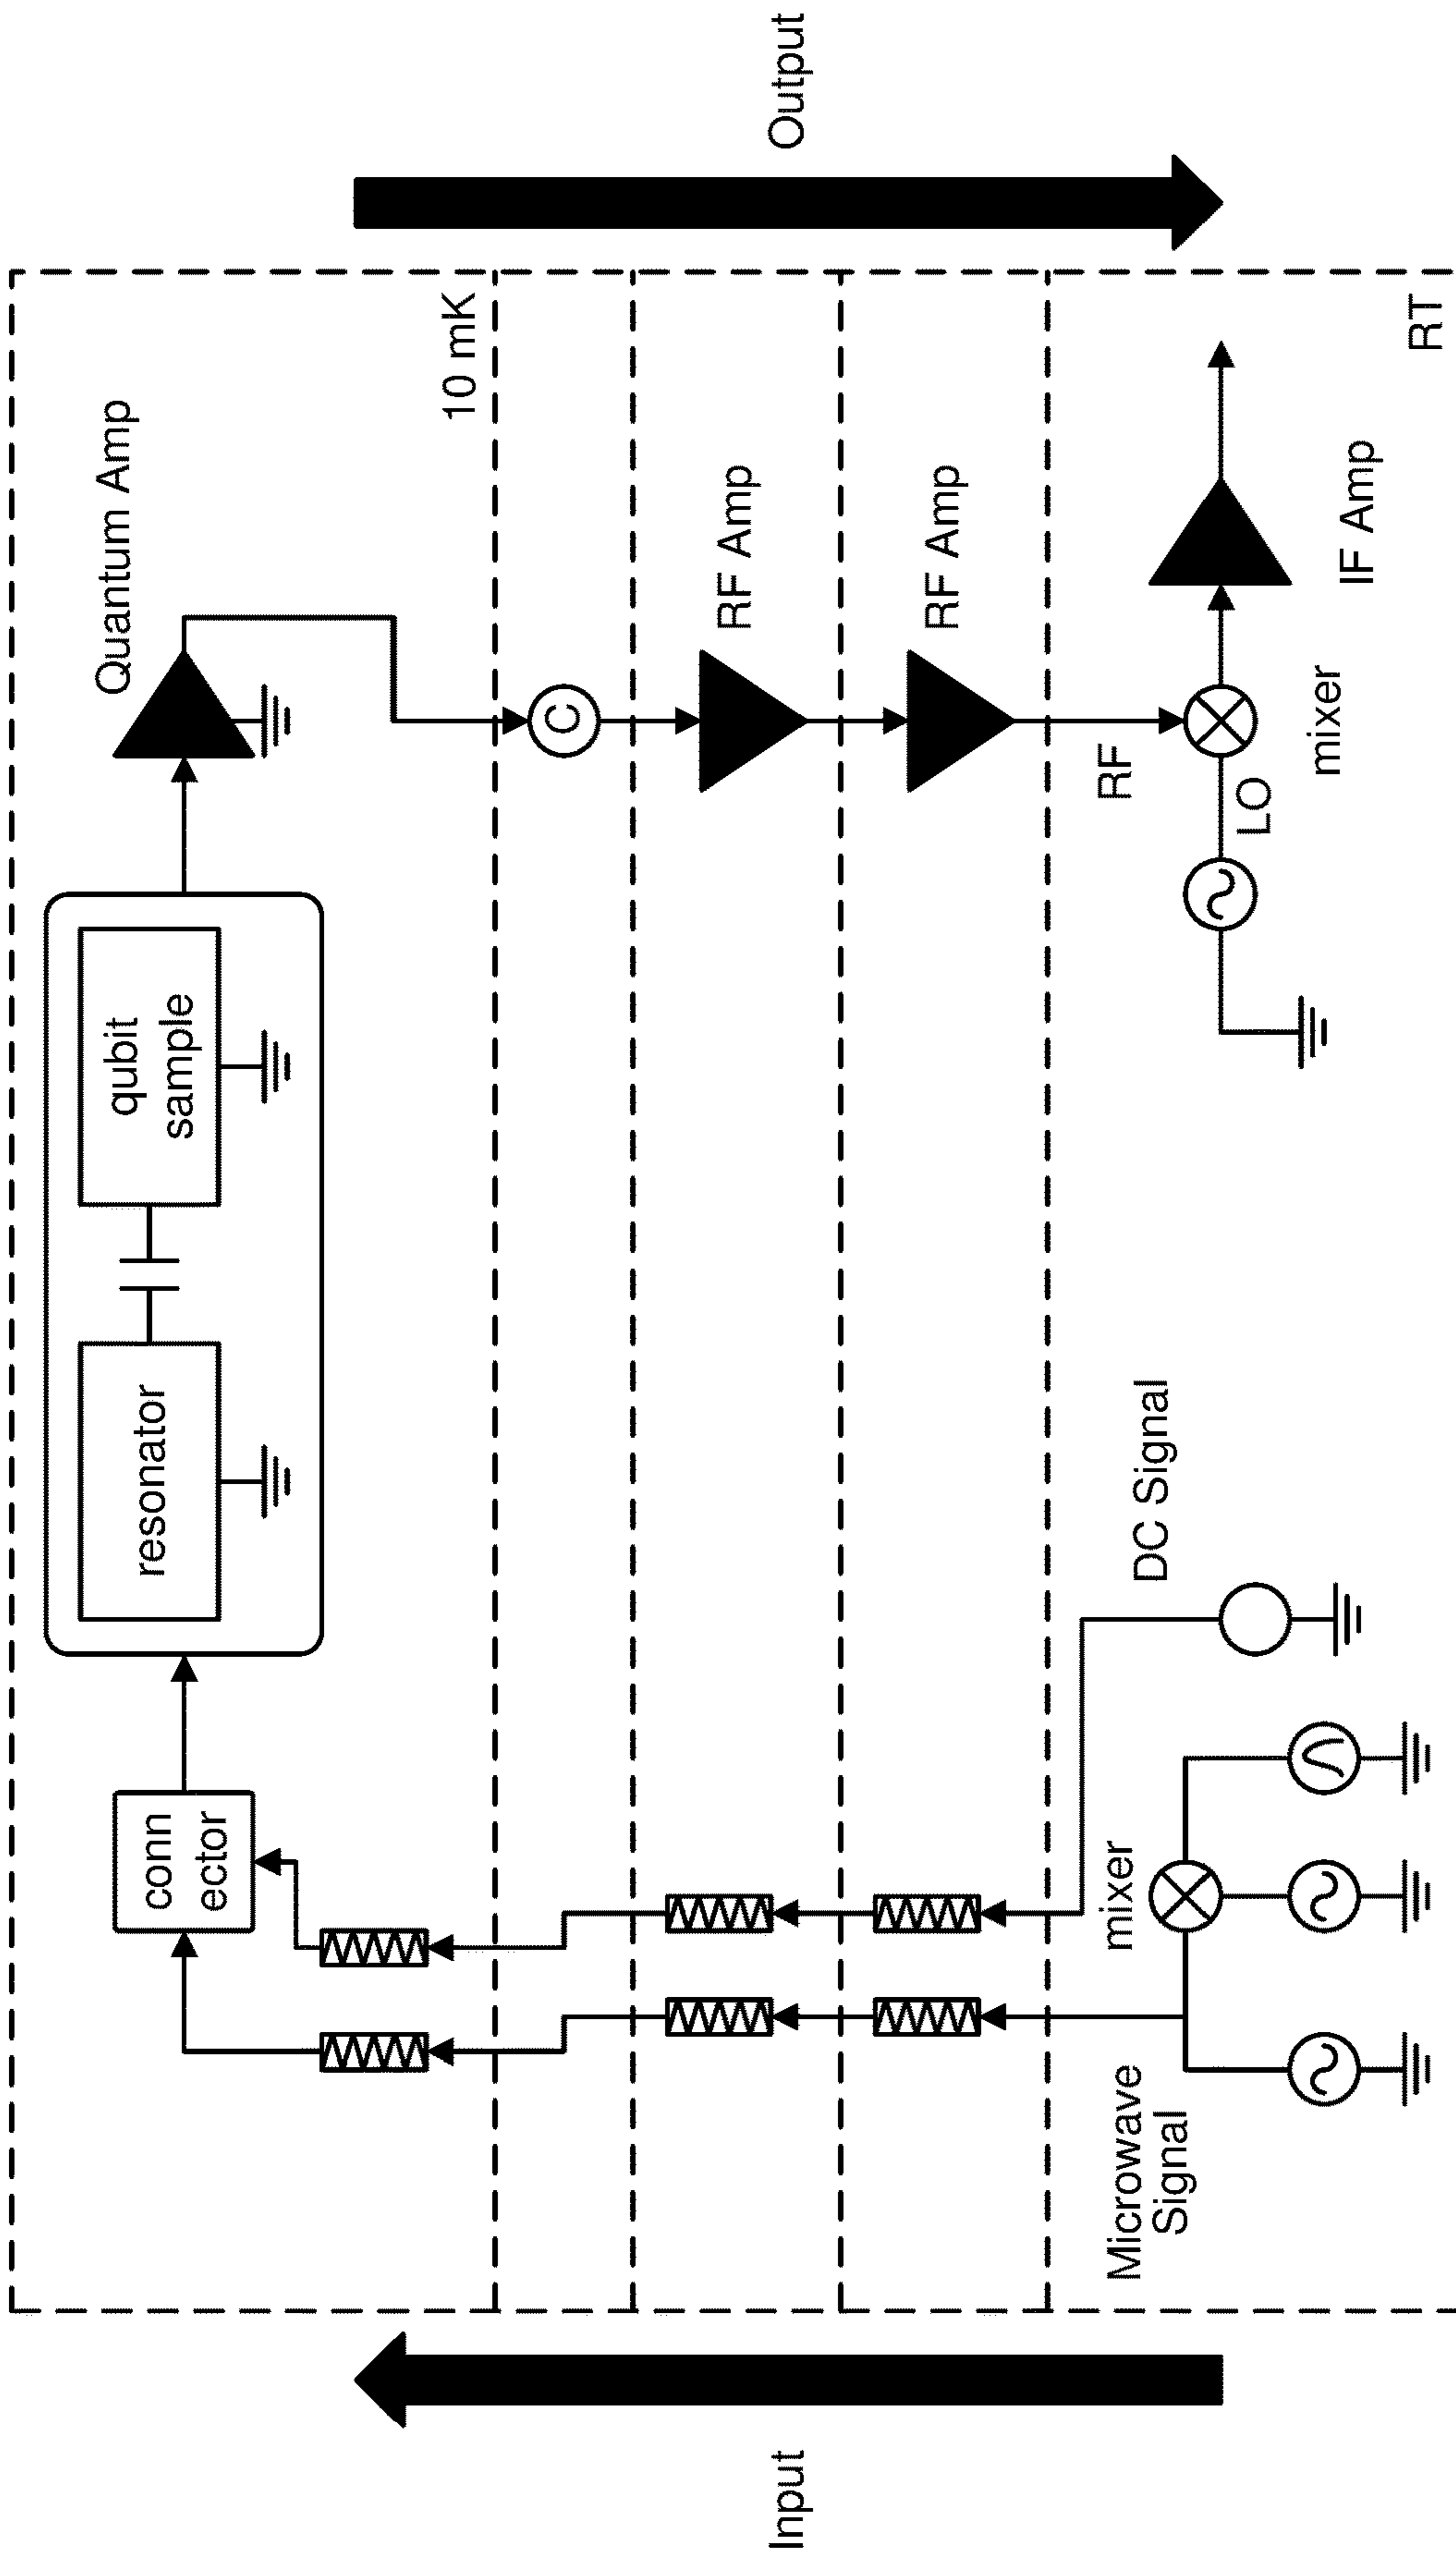 Input
Output
Quantum Amp
resonator
qubit
sample
conn
ector
10 mK
C
RF Amp
RF Amp
Microwave
Signal
mixer
DC Signal
RF
LO
mixer
IF Amp
RT